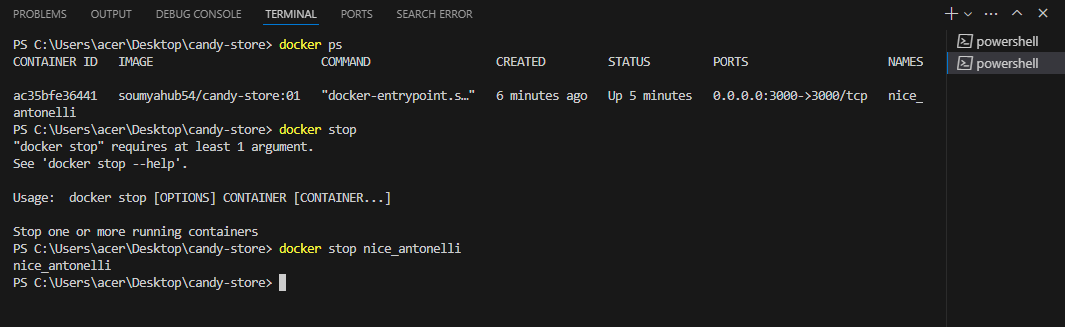 PROBLEMS OUTPUT DEBUG CONSOLE TERMINAL PORTS SEARCH ERROR
PS C:\Users\acer\Desktop\candy-store> docker ps
CONTAINER ID IMAGE COMMAND CREATED STATUS PORTS NAMES
ac35bfe36441 soumyahub54/candy-store:01 "docker-entrypoint.s…" 6 minutes ago Up 5 minutes 0.0.0.0:3000->3000/tcp nice_
antonelli
PS C:\Users\acer\Desktop\candy-store> docker stop
"docker stop" requires at least 1 argument.
See 'docker stop --help'.
Usage: docker stop [OPTIONS] CONTAINER [CONTAINER...]
Stop one or more running containers
PS C:\Users\acer\Desktop\candy-store> docker stop nice_antonelli
nice_antonelli
PS C:\Users\acer\Desktop\candy-store>
powershell
powershell